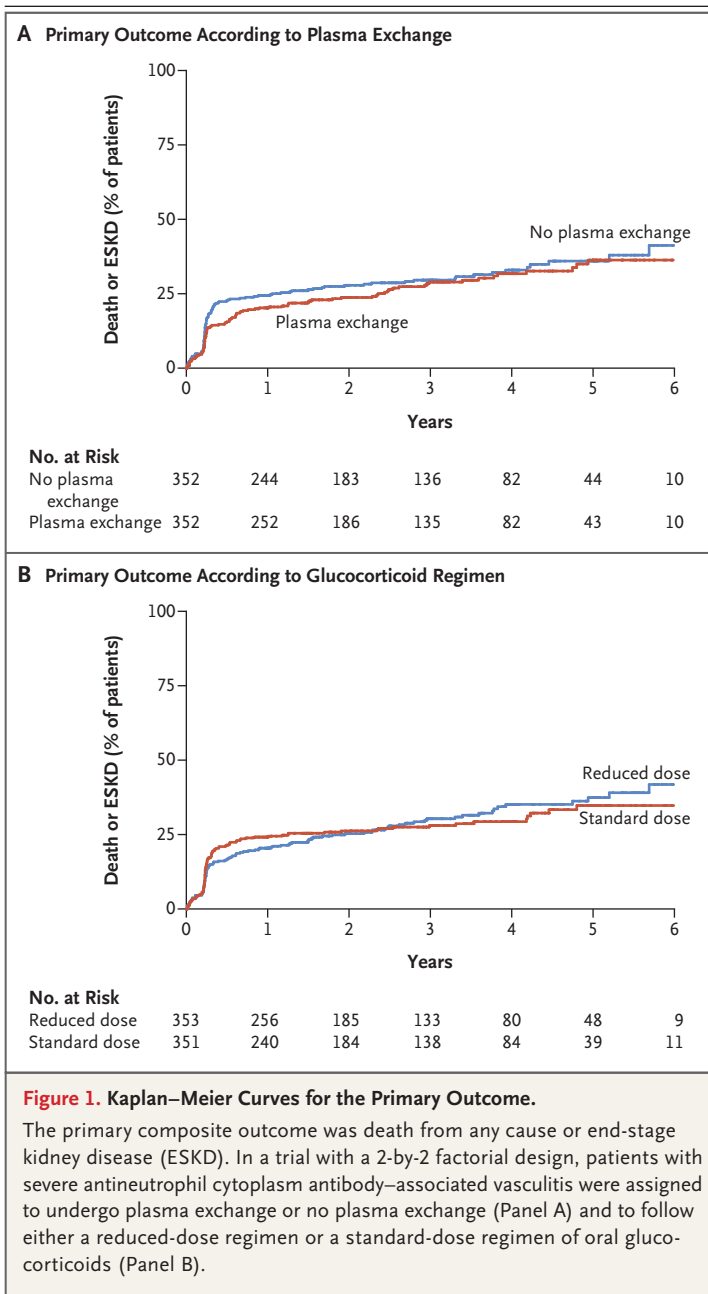 A Primary Outcome According to Plasma Exchange
100
75
50
25
0
Death or ESKD (% of patients)
No plasma exchange
Plasma exchange
0 1 2 3 4 5 6
Years
No. at Risk
No plasma
exchange
352 244 183 136 82 44 10
Plasma exchange 352 252 186 135 82 43 10
B Primary Outcome According to Glucocorticoid Regimen
100
75
50
25
0
Death or ESKD (% of patients)
Reduced dose
Standard dose
0 1 2 3 4 5 6
Years
No. at Risk
Reduced dose 353 256 185 133 80 48 9
Standard dose 351 240 184 138 84 39 11
Figure 1. Kaplan–Meier Curves for the Primary Outcome.
The primary composite outcome was death from any cause or end-stage
kidney disease (ESKD). In a trial with a 2-by-2 factorial design, patients with
severe antineutrophil cytoplasm antibody–associated vasculitis were assigned
to undergo plasma exchange or no plasma exchange (Panel A) and to follow
either a reduced-dose regimen or a standard-dose regimen of oral gluco-
corticoids (Panel B).